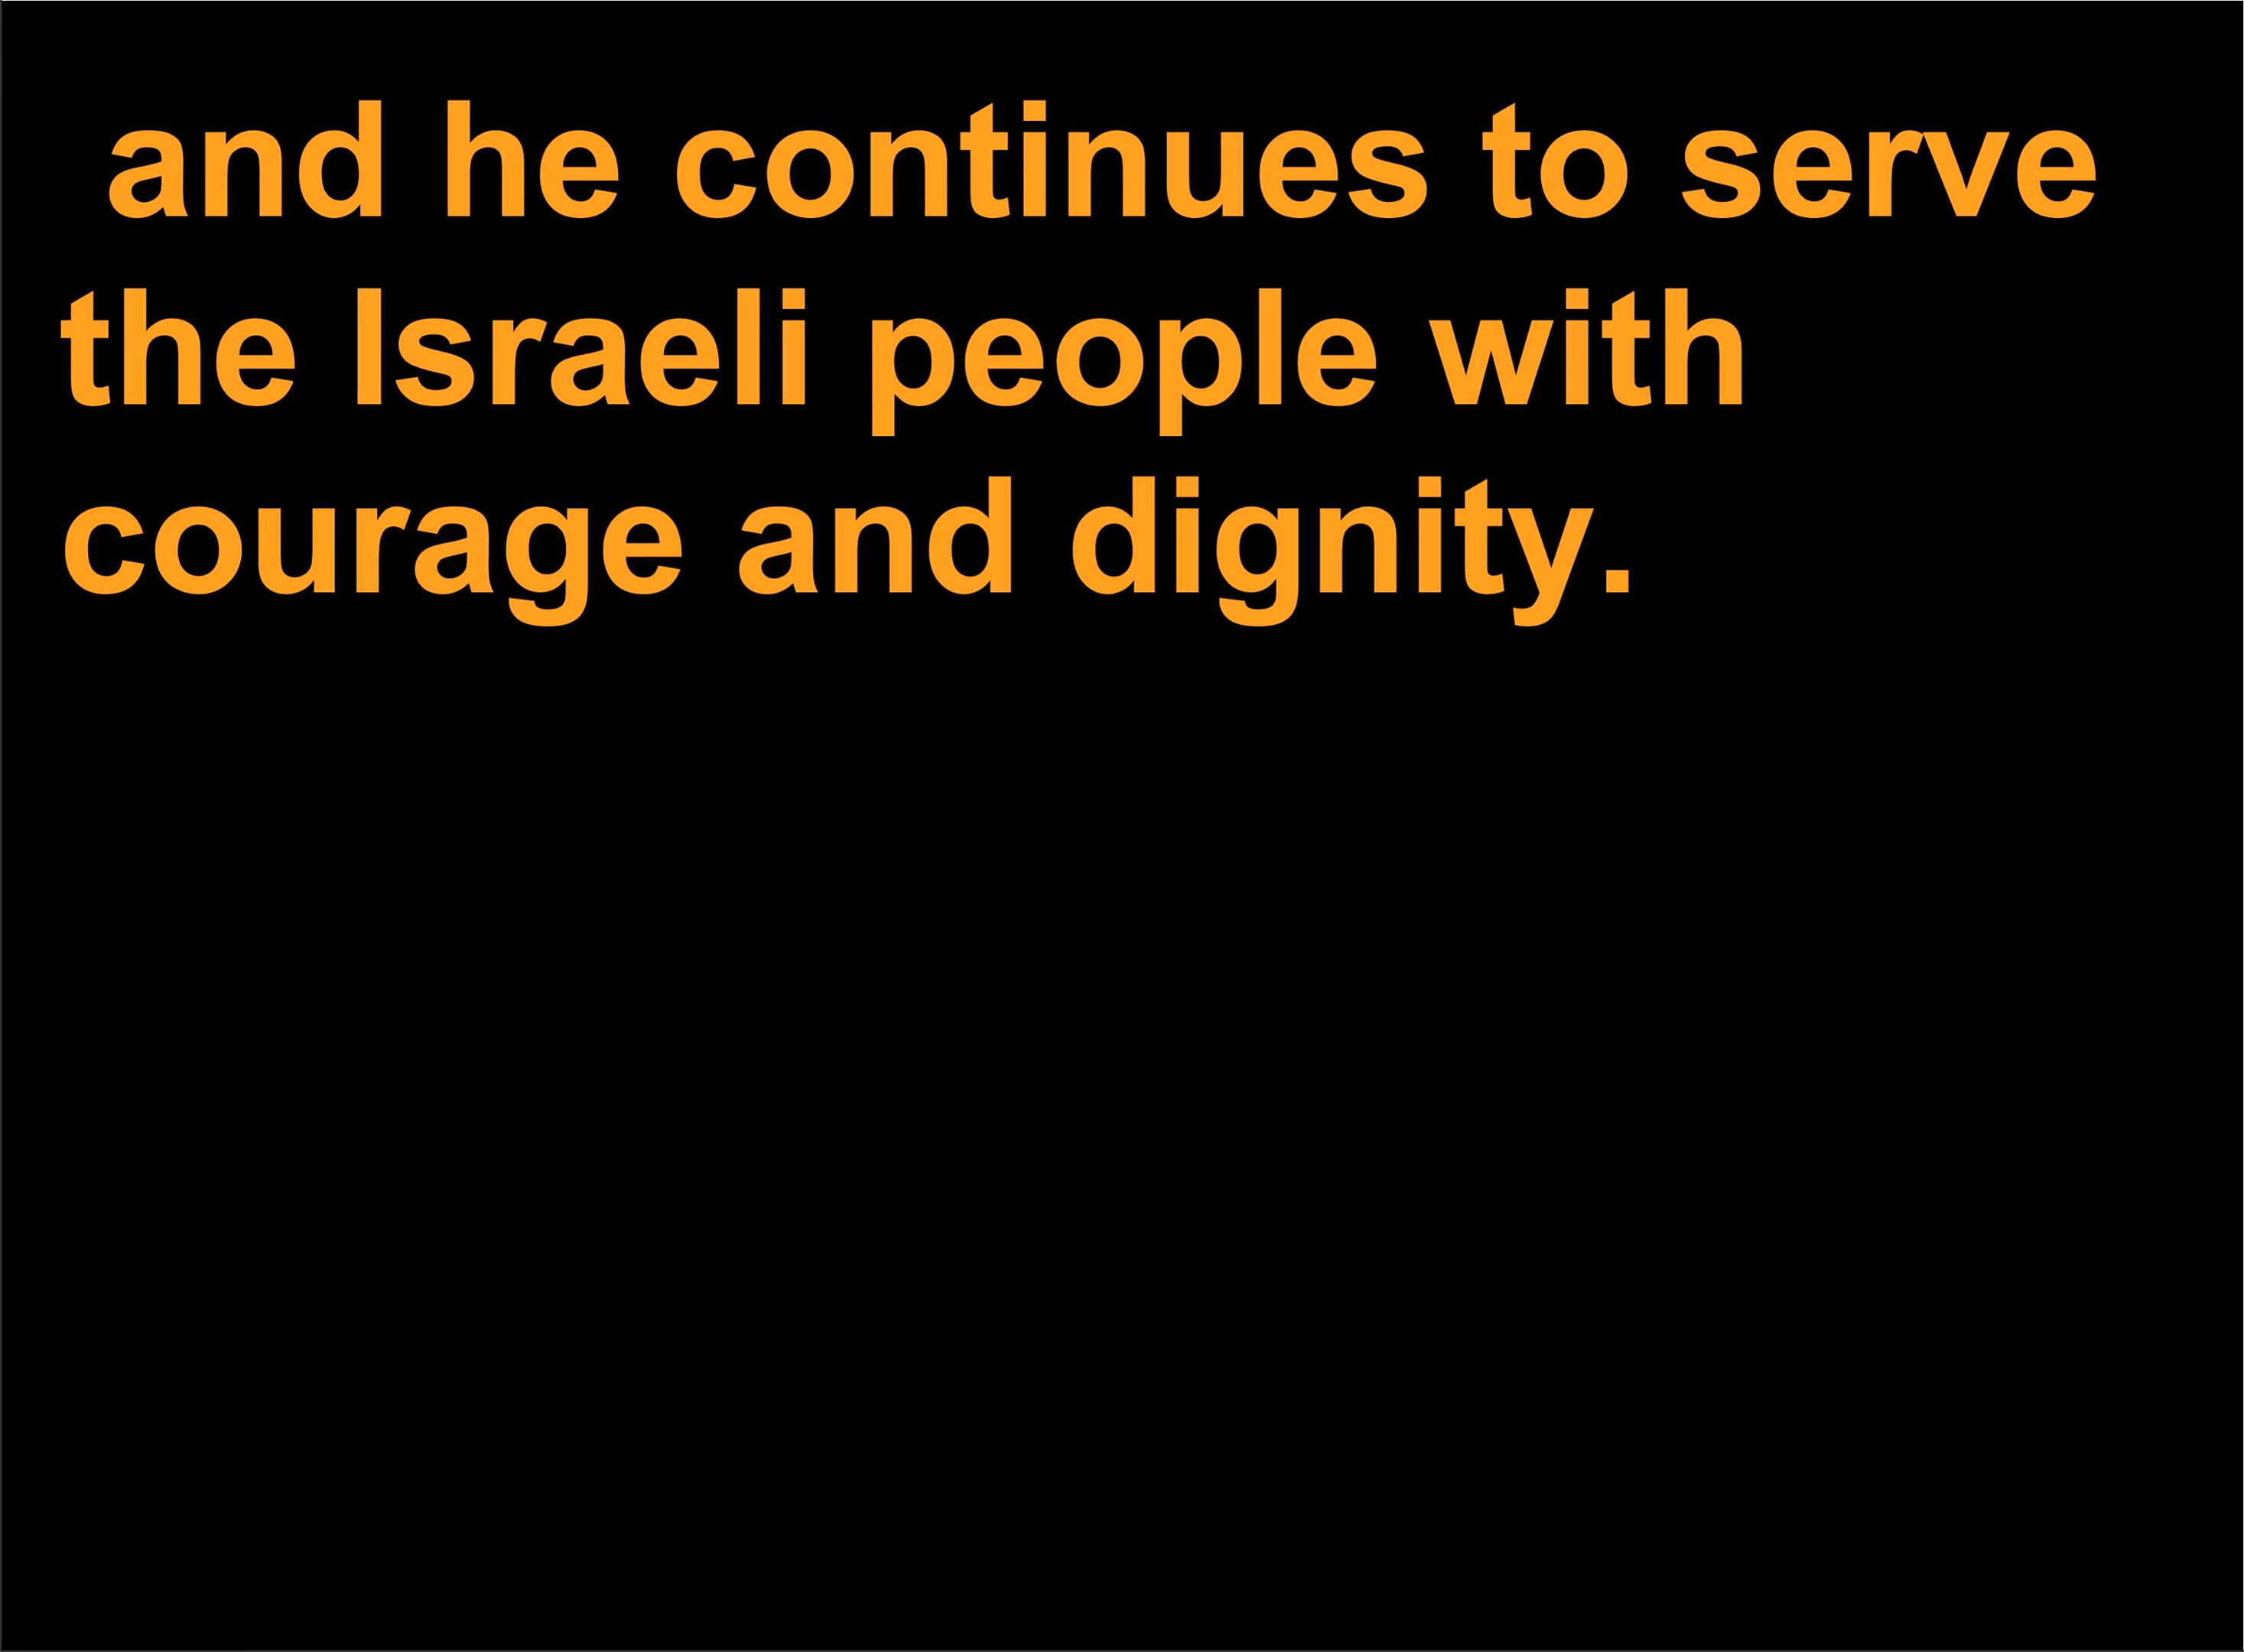 and he continues to serve
the Israeli people with
courage and dignity.